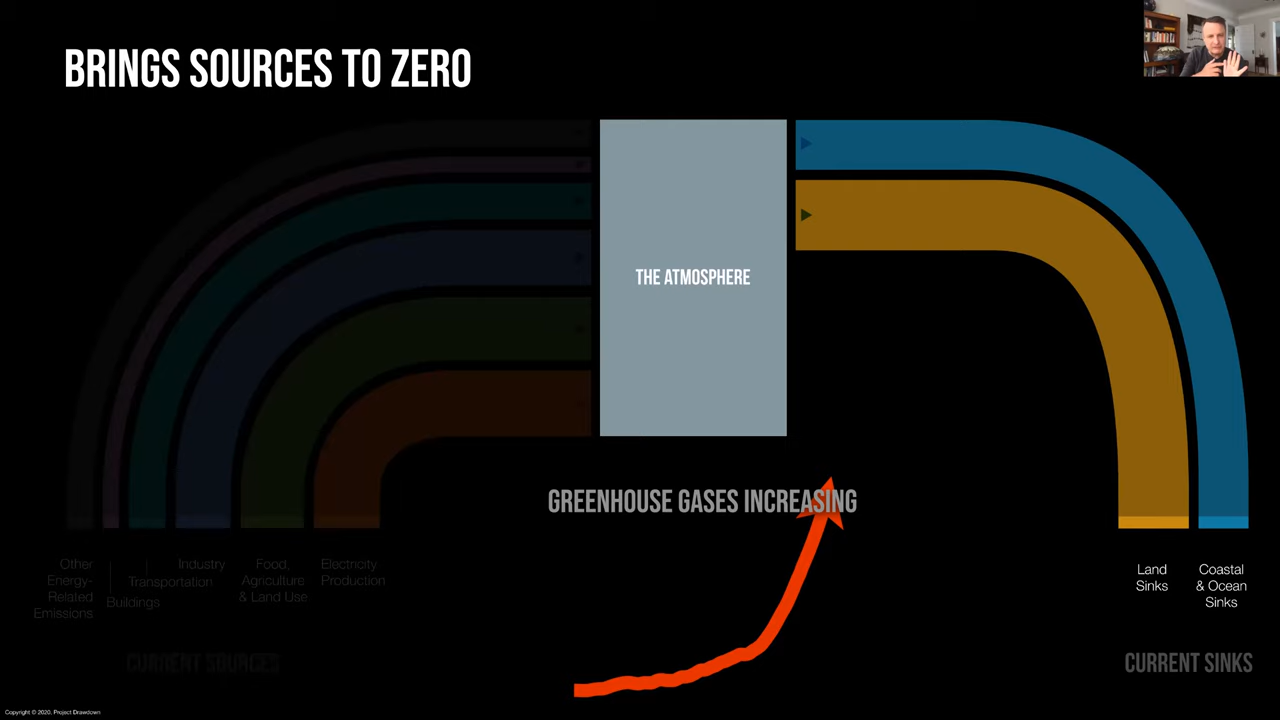 BRINGS SOURCES TO ZERO
THE ATMOSPHERE
GREENHOUSE GASES INCREASING
Other
Energy-
Related
Emissions
Buildings
Transportation
Industry
Food,
Agriculture
& Land Use
Electricity
Production
Land
Sinks
Coastal
& Ocean
Sinks
CURRENT SOURCES
CURRENT SINKS
Copyright © 2020, Project Drawdown